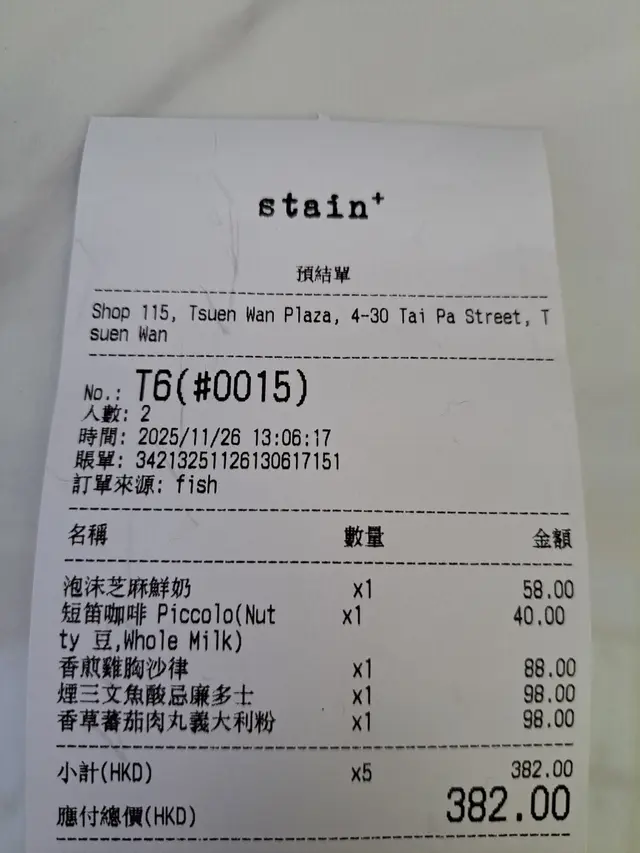 stain+
預結單
Shop 115, Tsuen Wan Plaza, 4-30 Tai Pa Street, T
suen Wan
No.: T6(#0015)
人數: 2
時間: 2025/11/26 13:06:17
賬單: 34213251126130617151
訂單來源: fish
名稱 數量 金額
泡沫芝麻鮮奶 x1 58.00
短笛咖啡 Piccolo(Nut x1 40.00
ty 豆,Whole Milk)
香煎雞胸沙律 x1 88.00
煙三文魚酸忌廉多士 x1 98.00
香草蕃茄肉丸義大利粉 x1 98.00
小計(HKD) x5 382.00
應付總價(HKD) 382.00